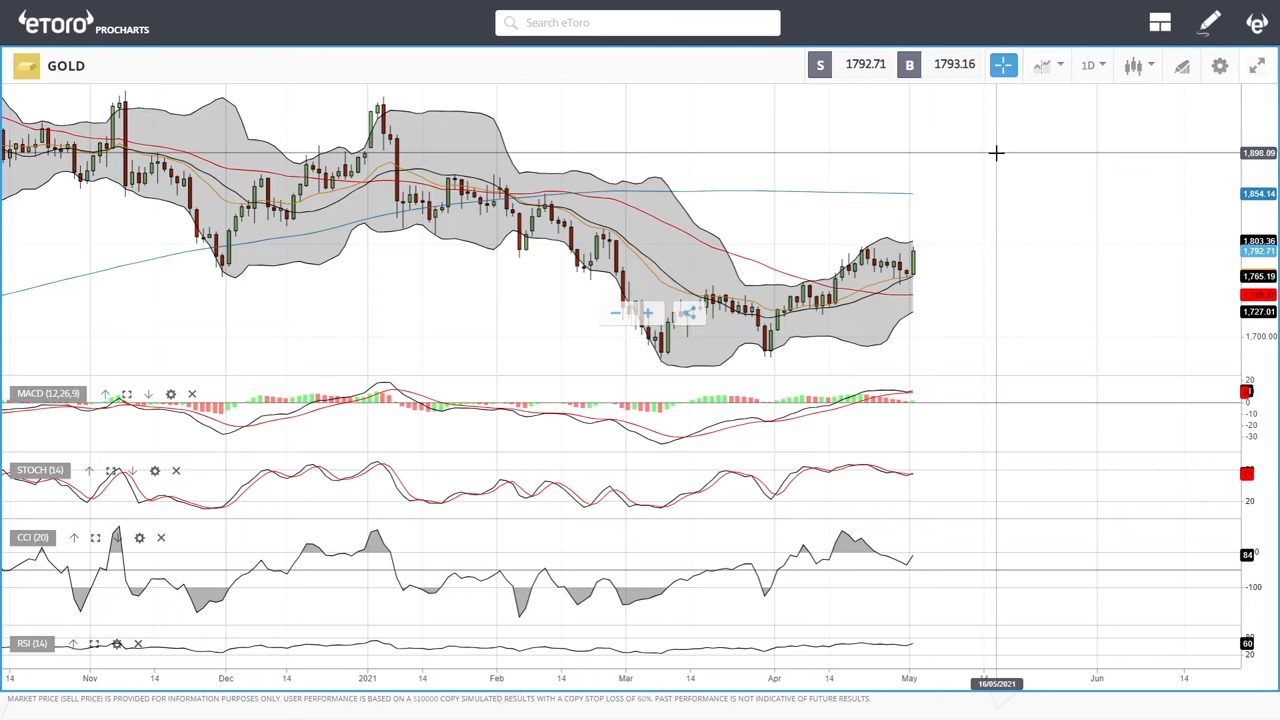 eTORO PROCHARTS
Search eToro
GOLD
S 1792.71 B 1793.16
1D
1,898.09
1,854.14
1,803.36
1,792.71
1,765.19
1,727.01
1,700.00
MACD (12,26,9)
20
0
-10
-20
-30
STOCH (14)
20
CCI (20)
84
-100
RSI (14)
60
20
14 Nov 14 Dec 14 2021 14 Feb 14 Mar 14 Apr 14 May 14 Jun 14
16/05/2021
MARKET PRICE (SELL PRICE) IS PROVIDED FOR INFORMATION PURPOSES ONLY. USER PERFORMANCE IS BASED ON A $10000 COPY SIMULATED RESULTS WITH A COPY STOP LOSS OF 60%. PAST PERFORMANCE IS NOT INDICATIVE OF FUTURE RESULTS.